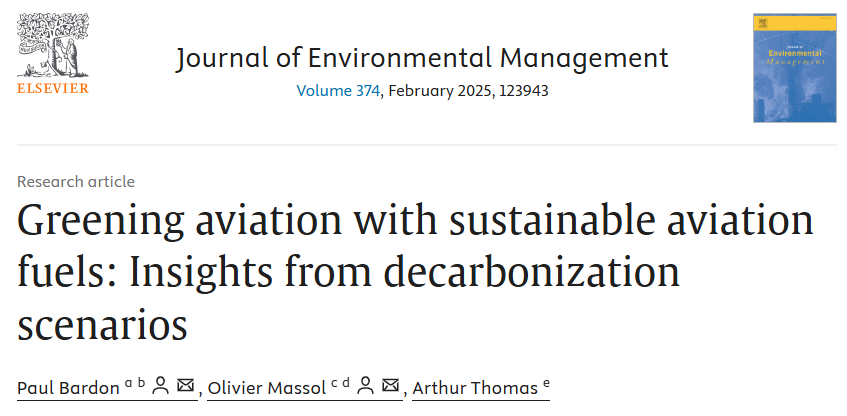 ELSEVIER
Journal of Environmental Management
Volume 374, February 2025, 123943
Journal of
Environmental
Management
Research article
Greening aviation with sustainable aviation
fuels: Insights from decarbonization
scenarios
Paul Bardon a b, Olivier Massol c d, Arthur Thomas e